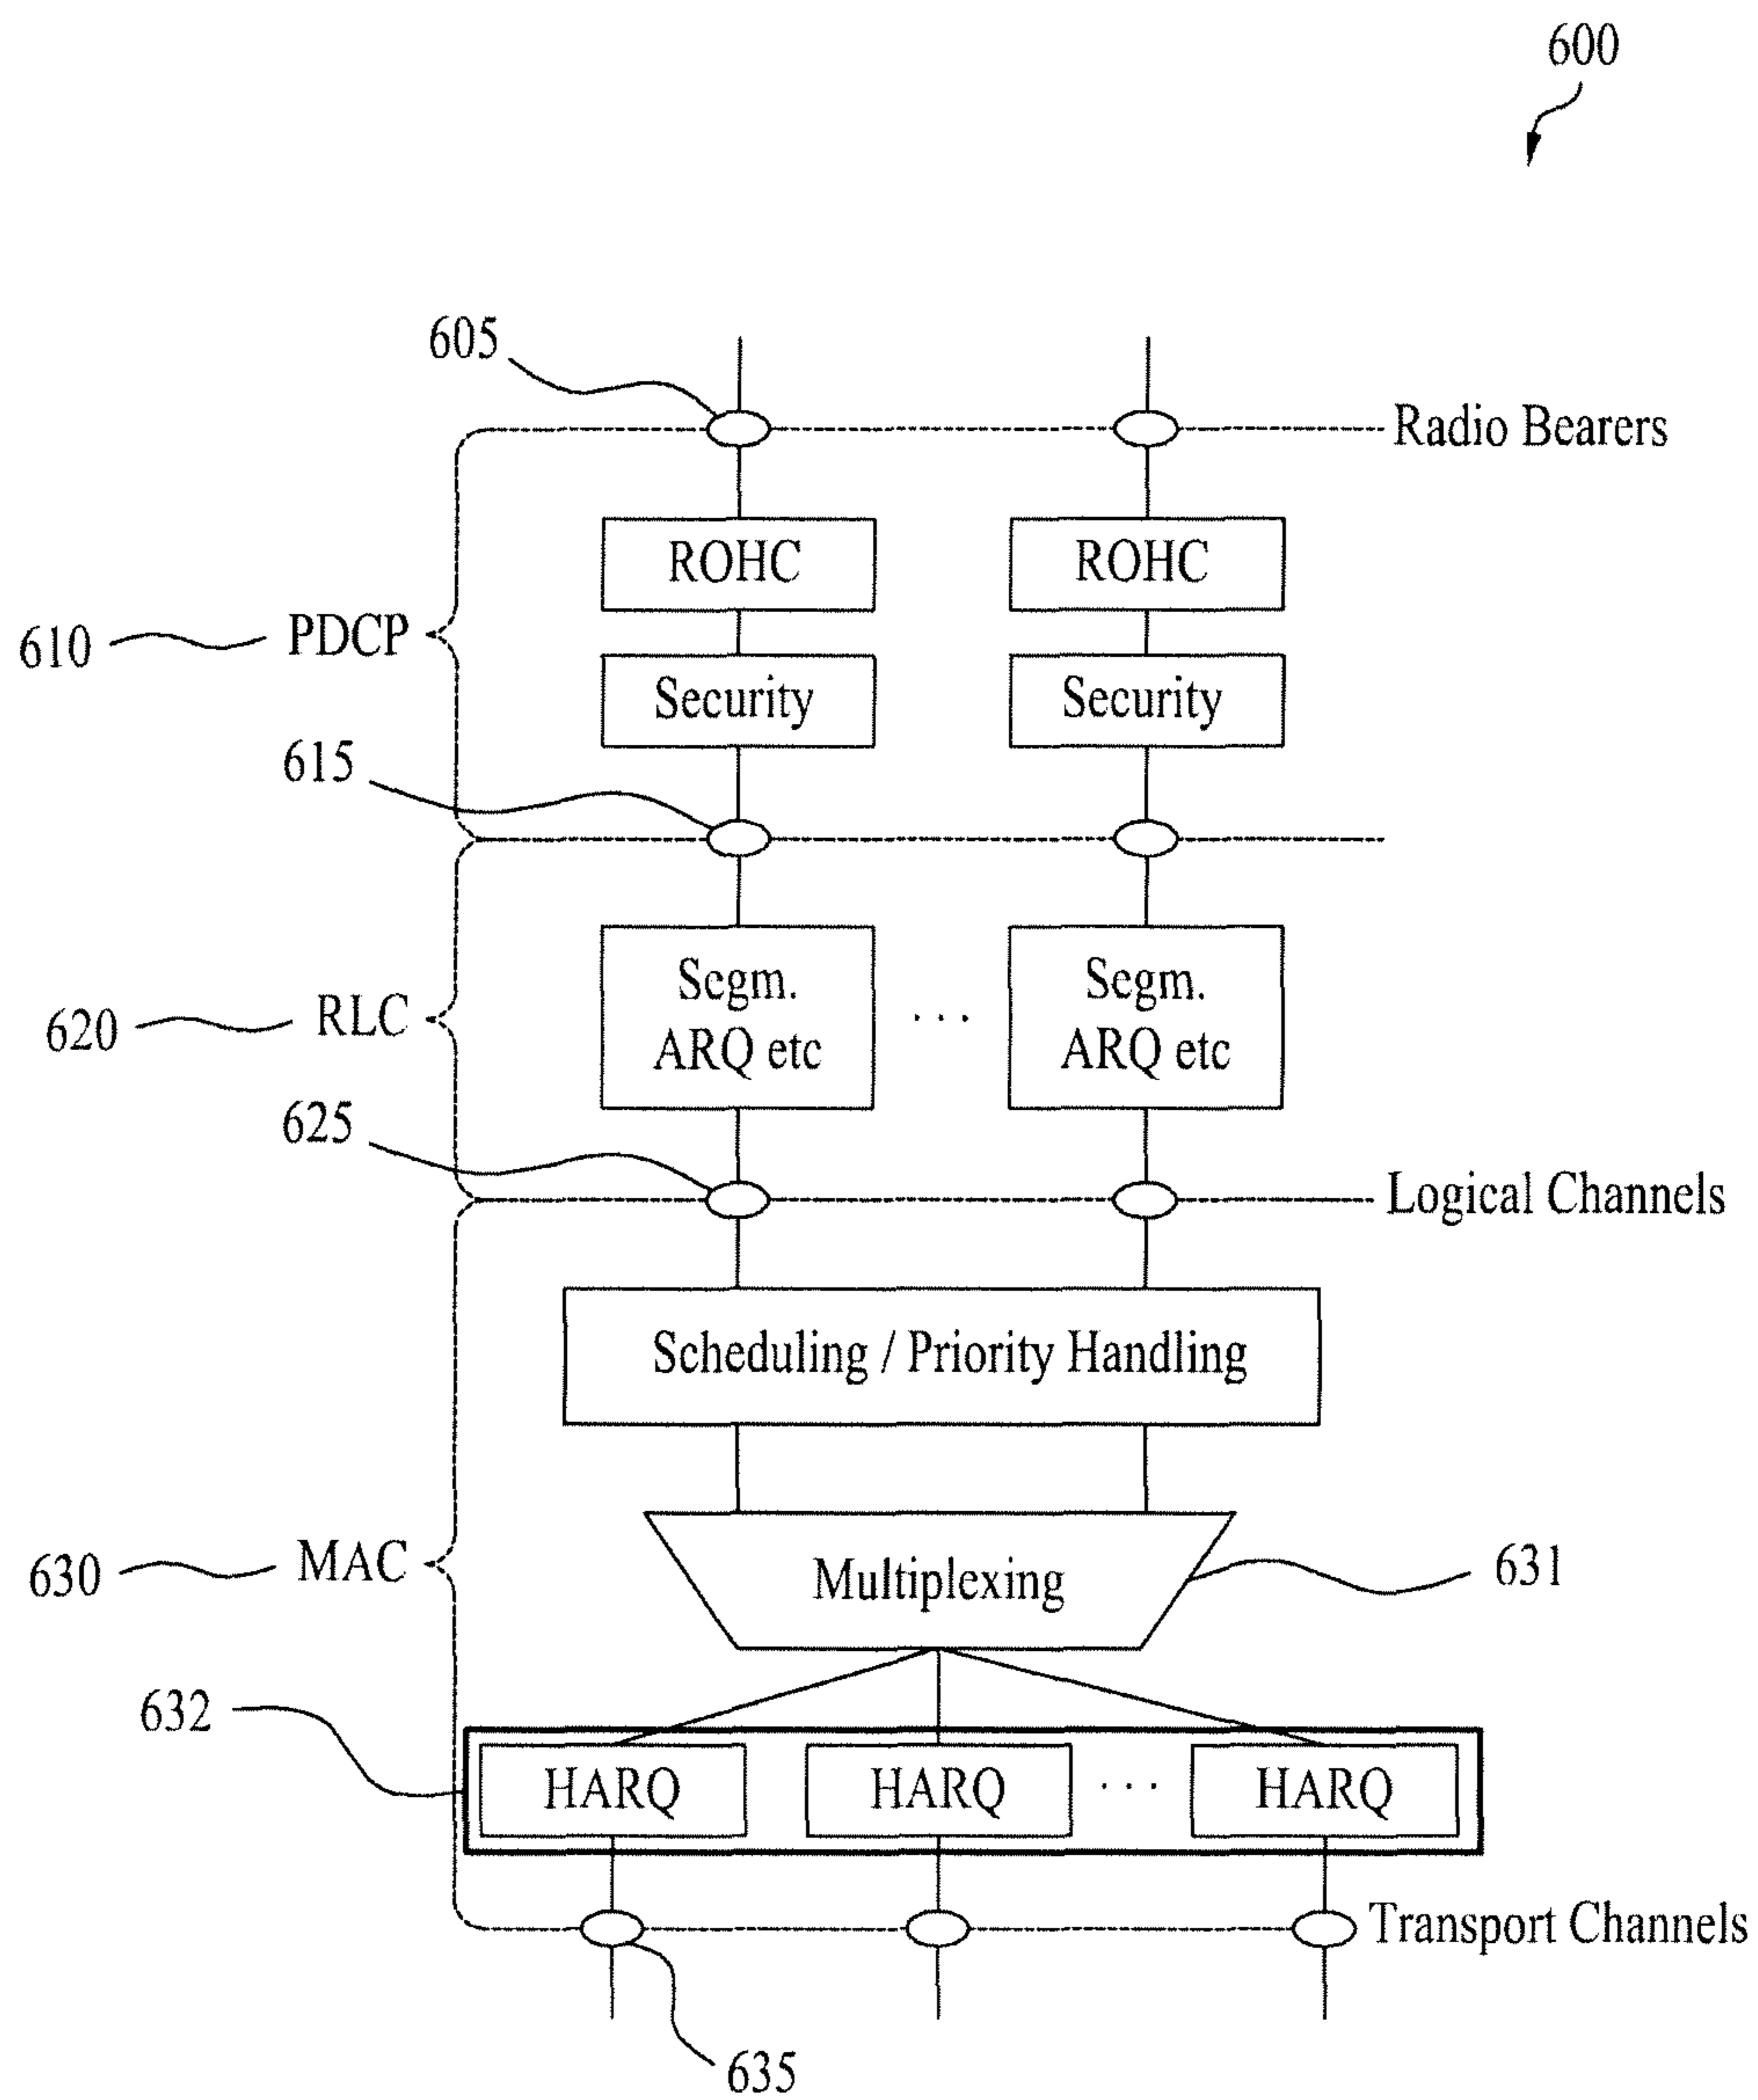 600
605
Radio Bearers
ROHC
ROHC
610
PDCP
Security
Security
615
Segm.
ARQ etc
...
Segm.
ARQ etc
620
RLC
625
Logical Channels
Scheduling / Priority Handling
630
MAC
Multiplexing
631
632
HARQ
HARQ
...
HARQ
Transport Channels
635